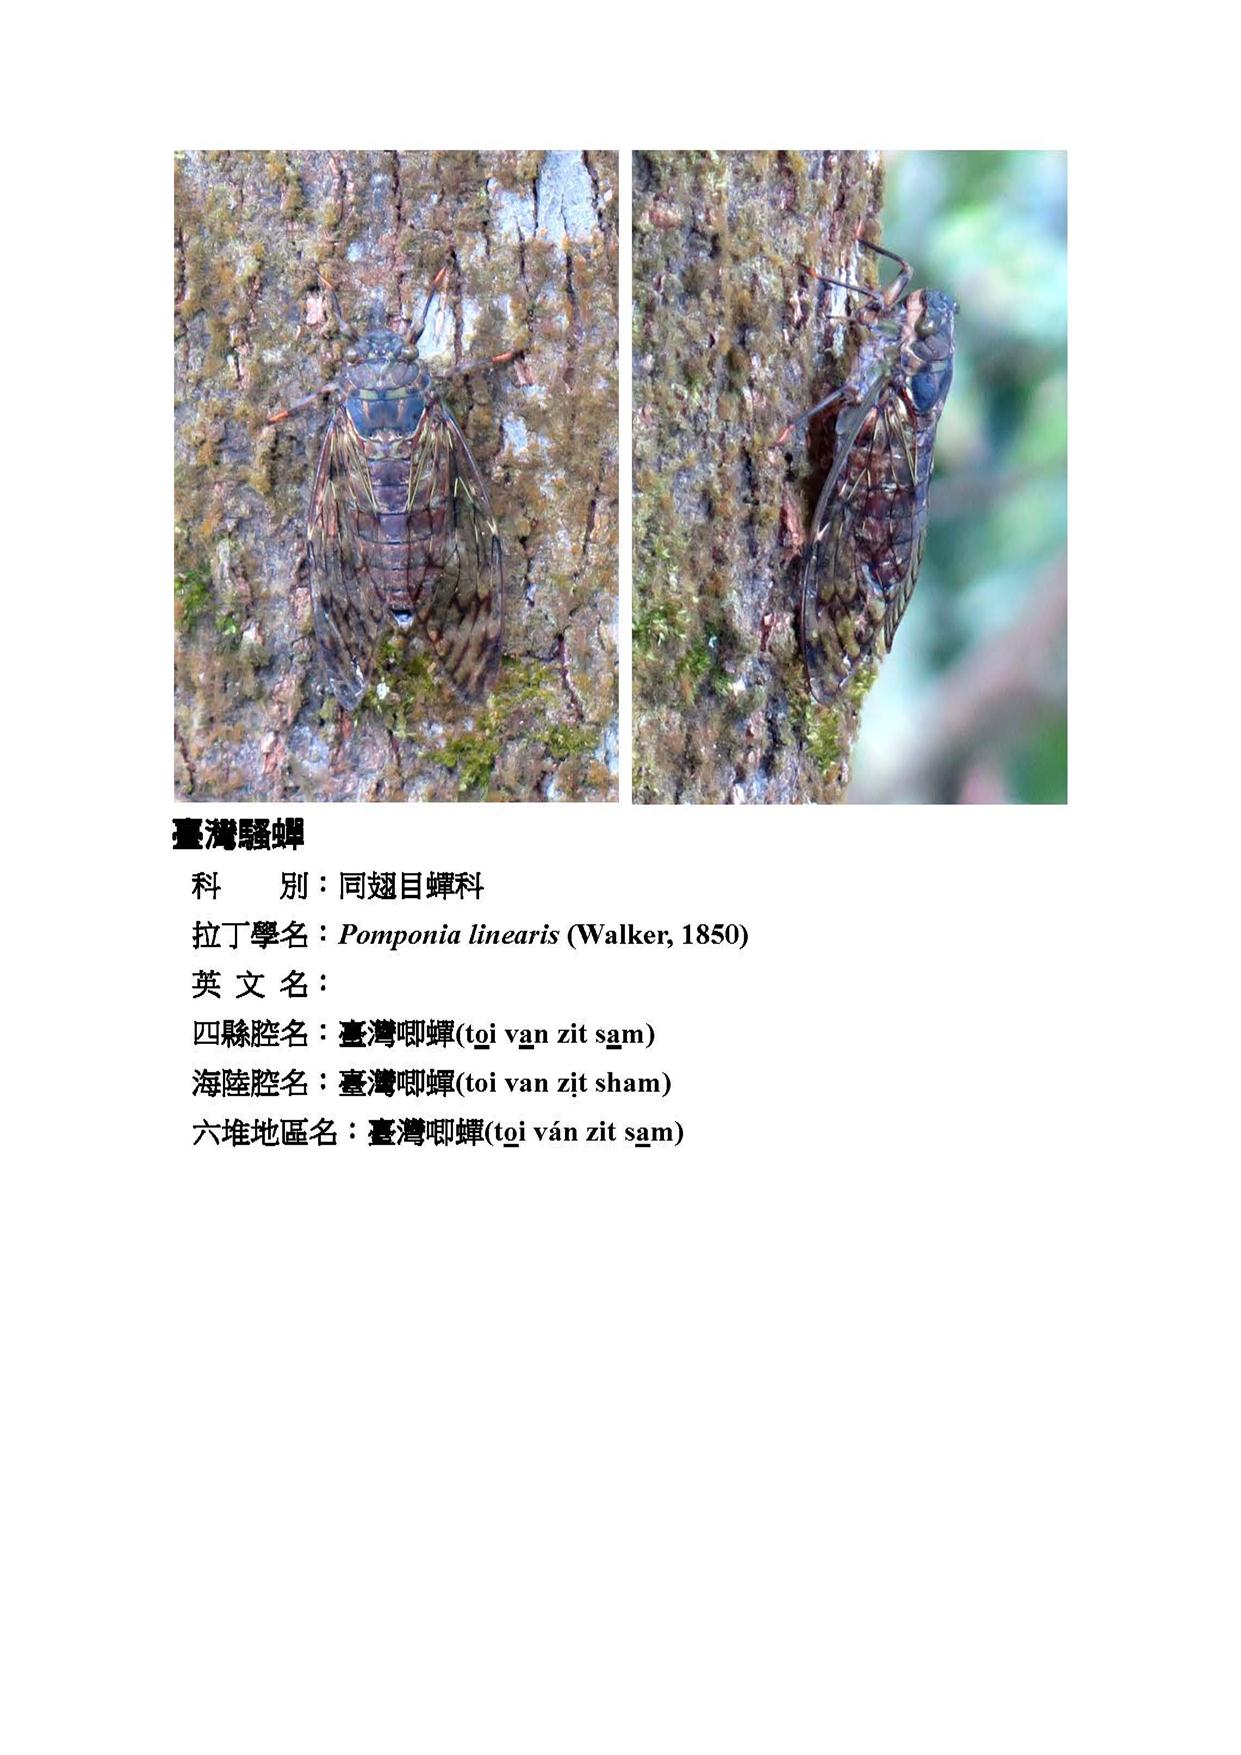 臺灣騷蟬
科　　別：同翅目蟬科
拉丁學名：Pomponia linearis (Walker, 1850)
英 文 名：
四縣腔名：臺灣唧蟬(to̲i va̲n zit sa̲m)
海陸腔名：臺灣唧蟬(toi van zịt sham)
六堆地區名：臺灣唧蟬(to̲i ván zit sa̲m)